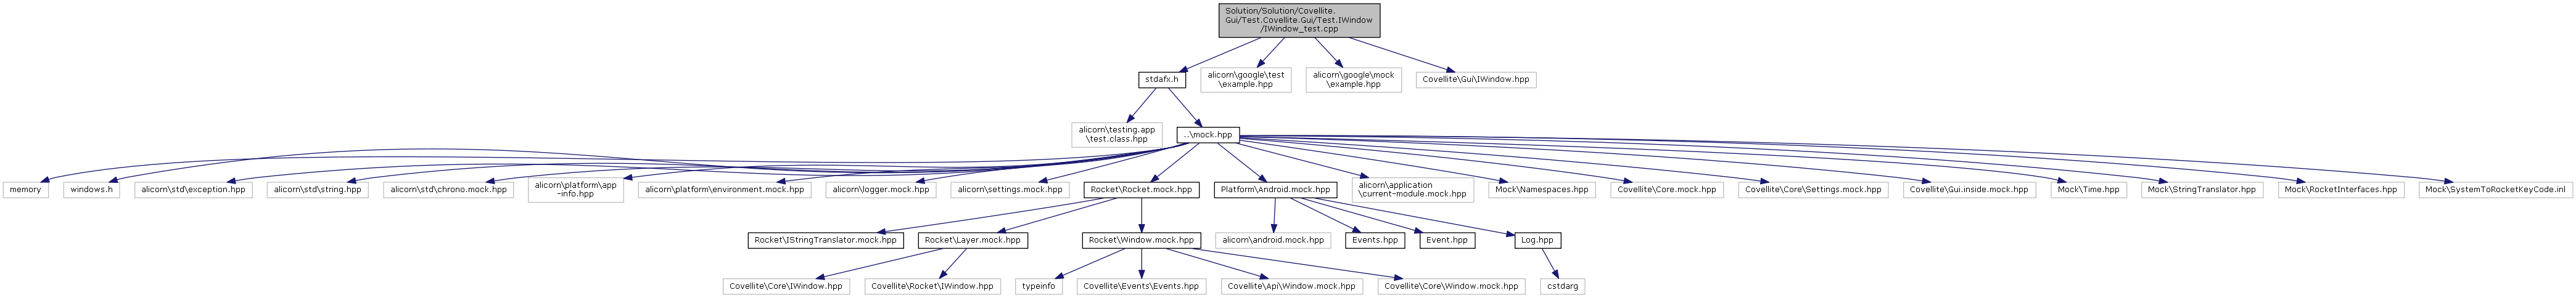 Solution/Solution/Covellite.
Gui/Test.Covellite.Gui/Test.IWindow
/IWindow_test.cpp
stdafx.h
alicorn\google\test
\example.hpp
alicorn\google\mock
\example.hpp
Covellite\Gui\IWindow.hpp
alicorn\testing.app
\test.class.hpp
..\mock.hpp
memory
windows.h
alicorn\std\exception.hpp
alicorn\std\string.hpp
alicorn\std\chrono.mock.hpp
alicorn\platform\app
-info.hpp
alicorn\platform\environment.mock.hpp
alicorn\logger.mock.hpp
alicorn\settings.mock.hpp
Rocket\Rocket.mock.hpp
Platform\Android.mock.hpp
alicorn\application
\current-module.mock.hpp
Mock\Namespaces.hpp
Covellite\Core.mock.hpp
Covellite\Core\Settings.mock.hpp
Covellite\Gui.inside.mock.hpp
Mock\Time.hpp
Mock\StringTranslator.hpp
Mock\RocketInterfaces.hpp
Mock\SystemToRocketKeyCode.inl
Rocket\IStringTranslator.mock.hpp
Rocket\Layer.mock.hpp
Rocket\Window.mock.hpp
alicorn\android.mock.hpp
Events.hpp
Event.hpp
Log.hpp
Covellite\Core\IWindow.hpp
Covellite\Rocket\IWindow.hpp
typeinfo
Covellite\Events\Events.hpp
Covellite\Api\Window.mock.hpp
Covellite\Core\Window.mock.hpp
cstdarg